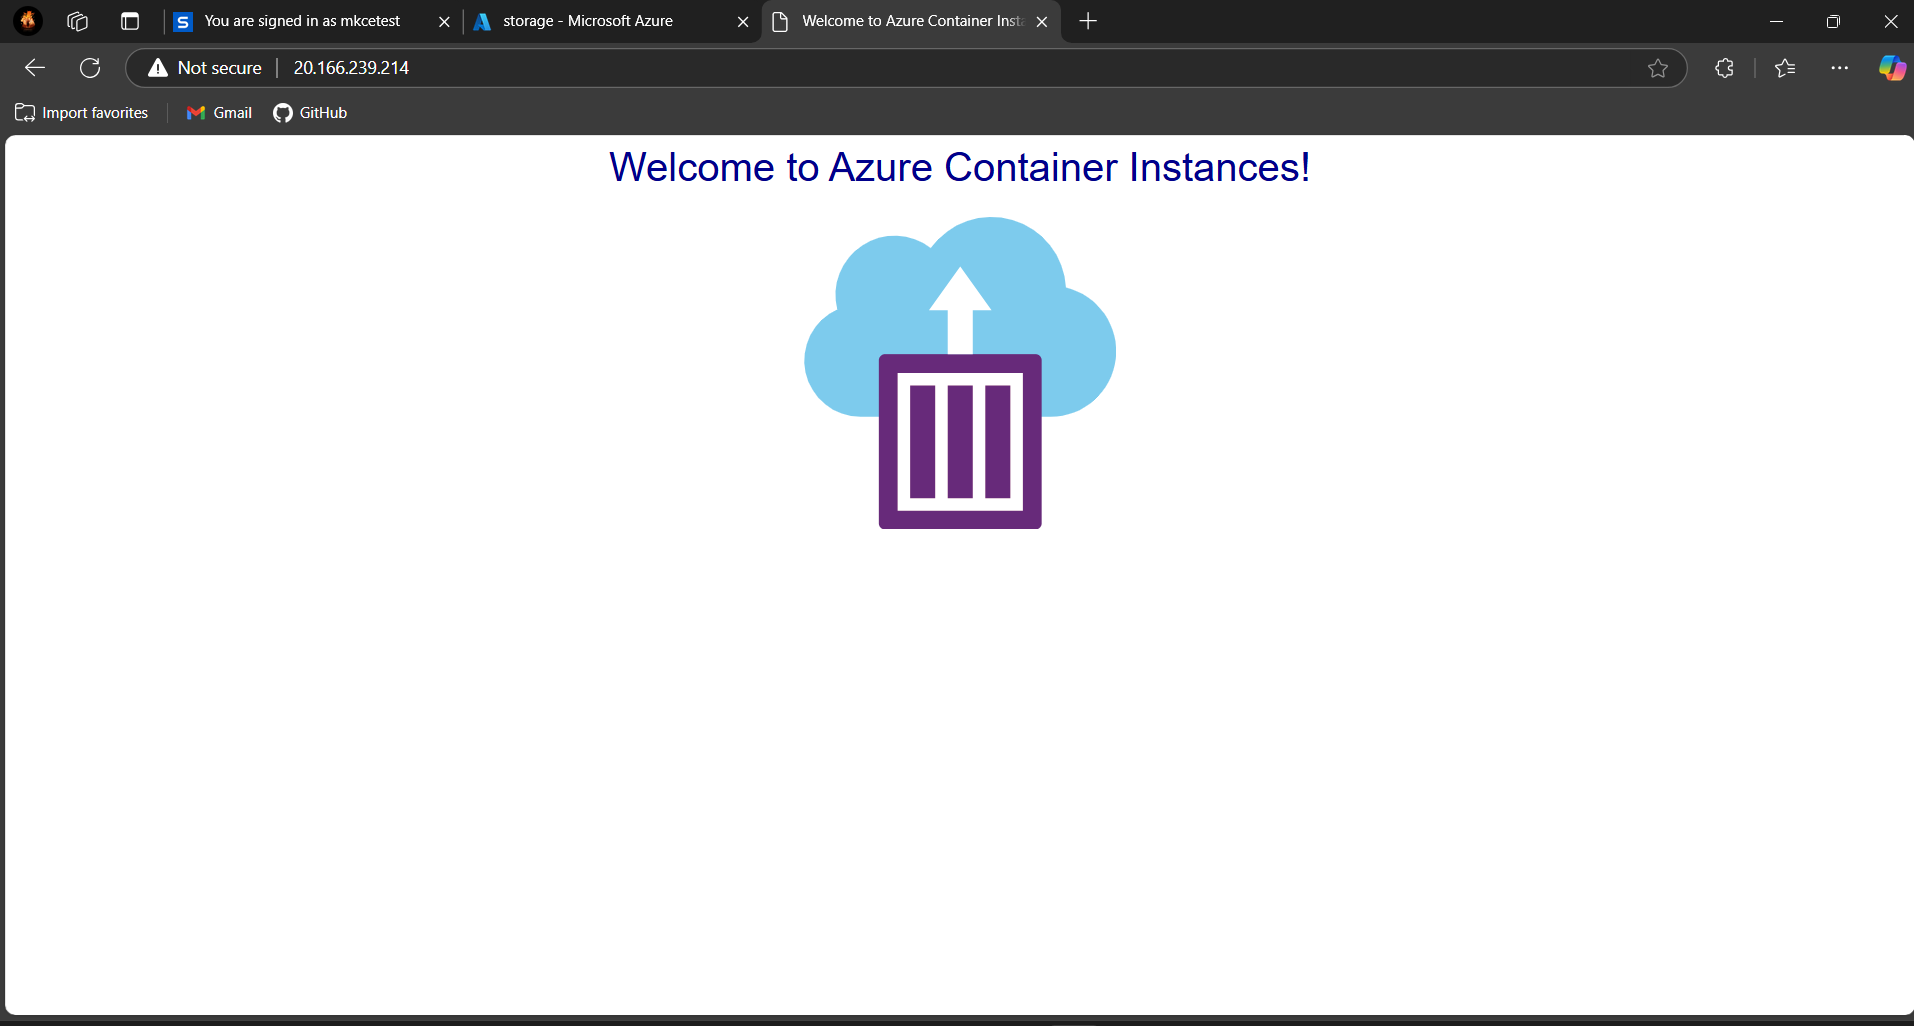 You are signed in as mkcetest
storage - Microsoft Azure
Welcome to Azure Container Insta
Not secure
20.166.239.214
Import favorites
Gmail
GitHub
Welcome to Azure Container Instances!